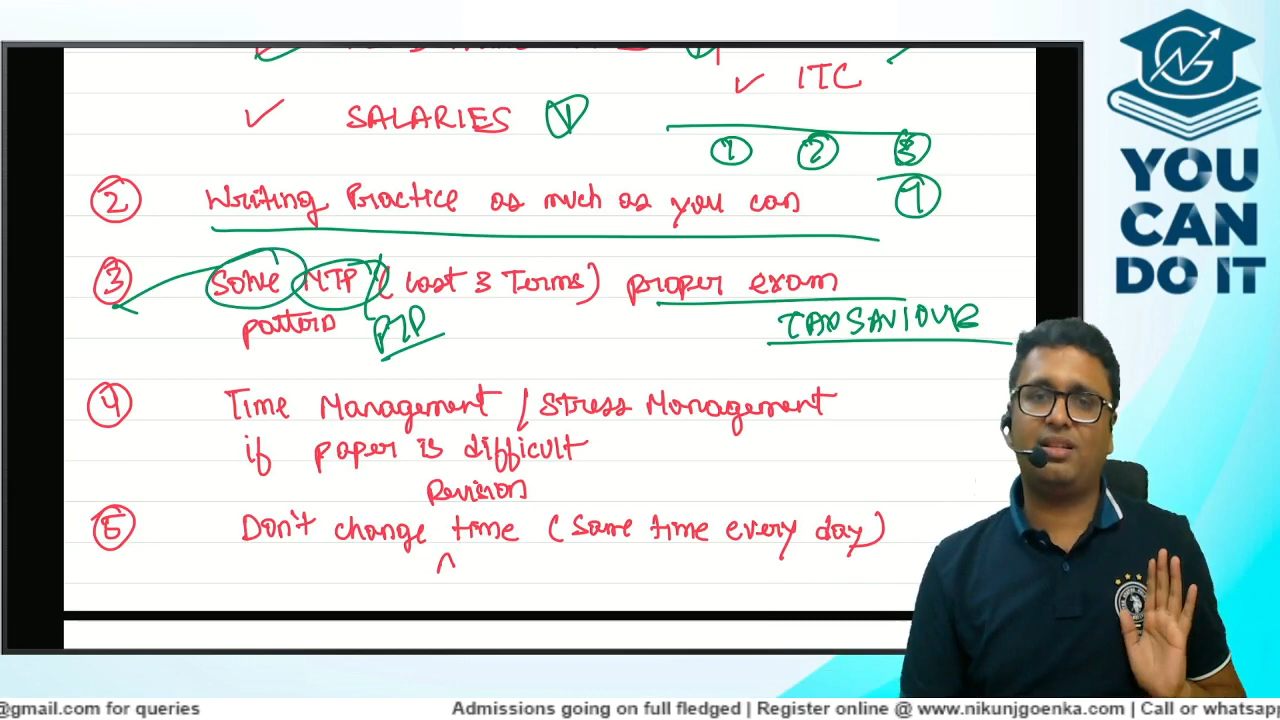 ✓ ITC
✓ SALARIES 1
1 2 3
② Writing Practice as much as you can 4
③ Solve MTP (Last 3 Terms) proper exam
pattern RTP TAXSAVIOUR
④ Time Management / Stress Management
if paper is difficult
Revision
⑤ Don't change ^ time (same time every day)
YOU
CAN
DO IT
@gmail.com for queries
Admissions going on full fledged | Register online @ www.nikunjgoenka.com | Call or whatsapp